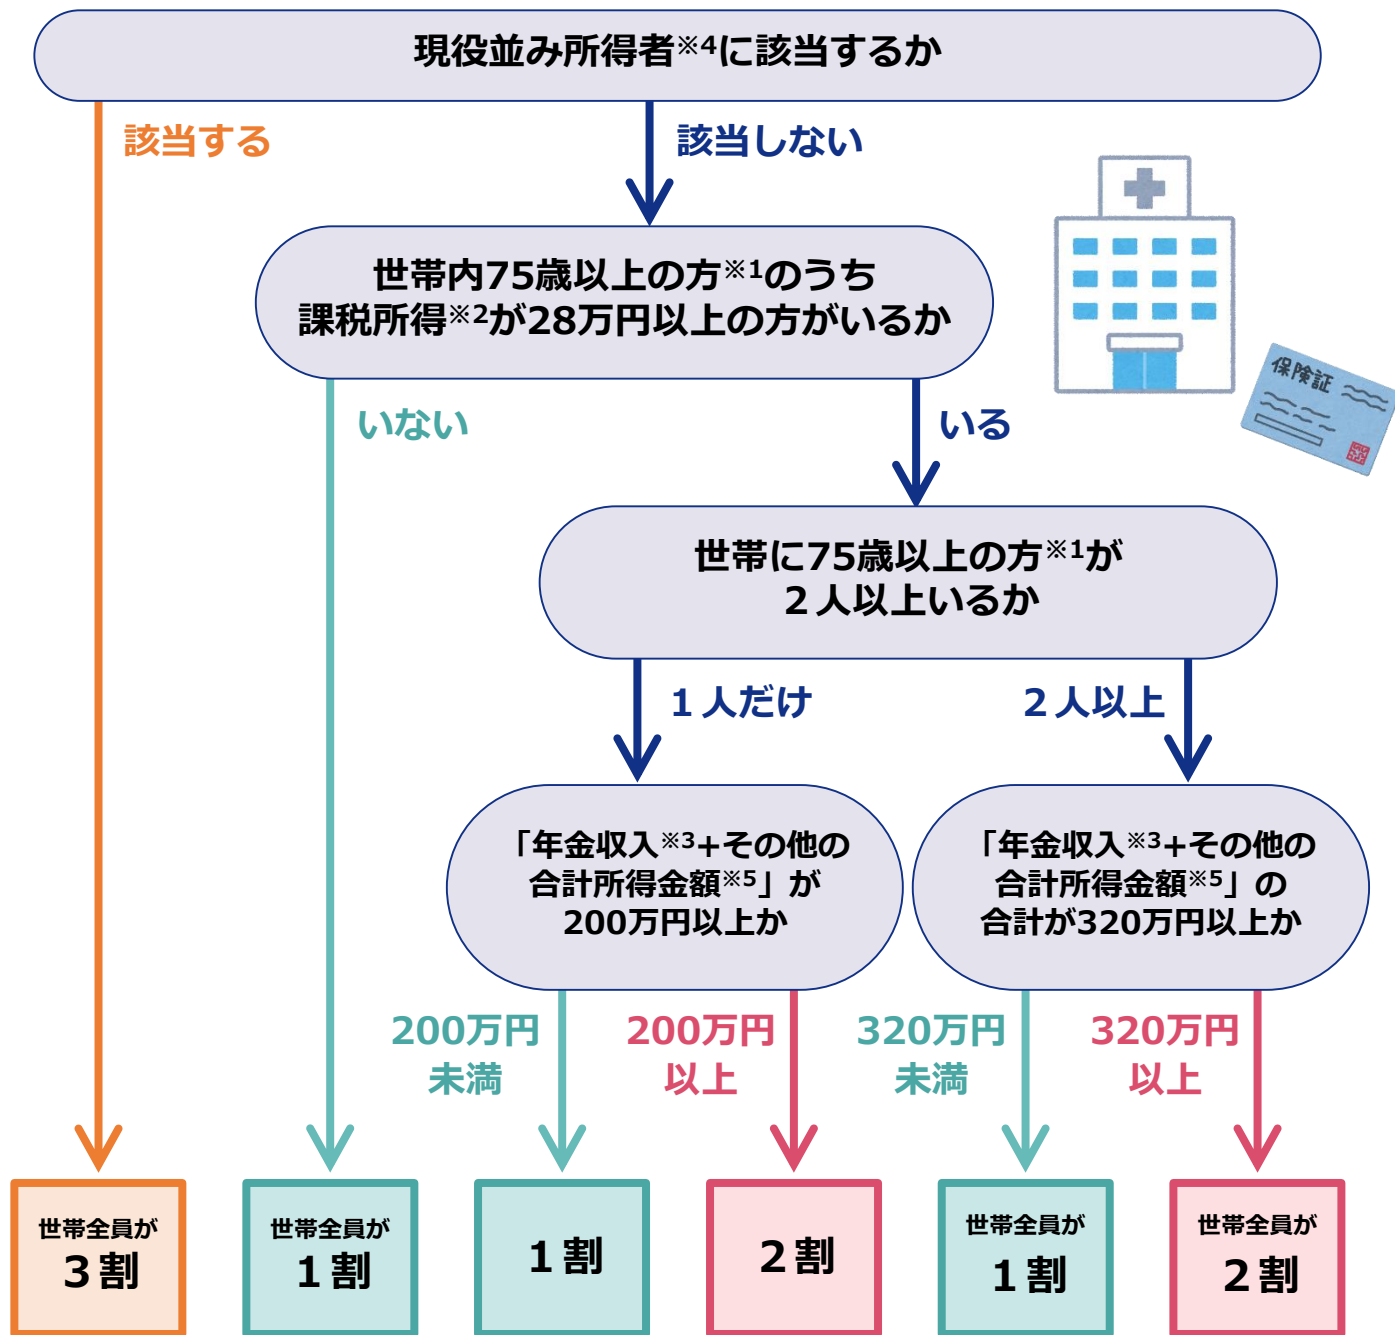 現役並み所得者※4に該当するか
該当する
該当しない
世帯内75歳以上の方※1のうち
課税所得※2が28万円以上の方がいるか
保険証
いない
いる
世帯に75歳以上の方※1が
２人以上いるか
１人だけ
２人以上
「年金収入※3+その他の
合計所得金額※5」が
200万円以上か
「年金収入※3+その他の
合計所得金額※5」の
合計が320万円以上か
200万円
未満
200万円
以上
320万円
未満
320万円
以上
世帯全員が
３割
世帯全員が
１割
１割
２割
世帯全員が
１割
世帯全員が
２割